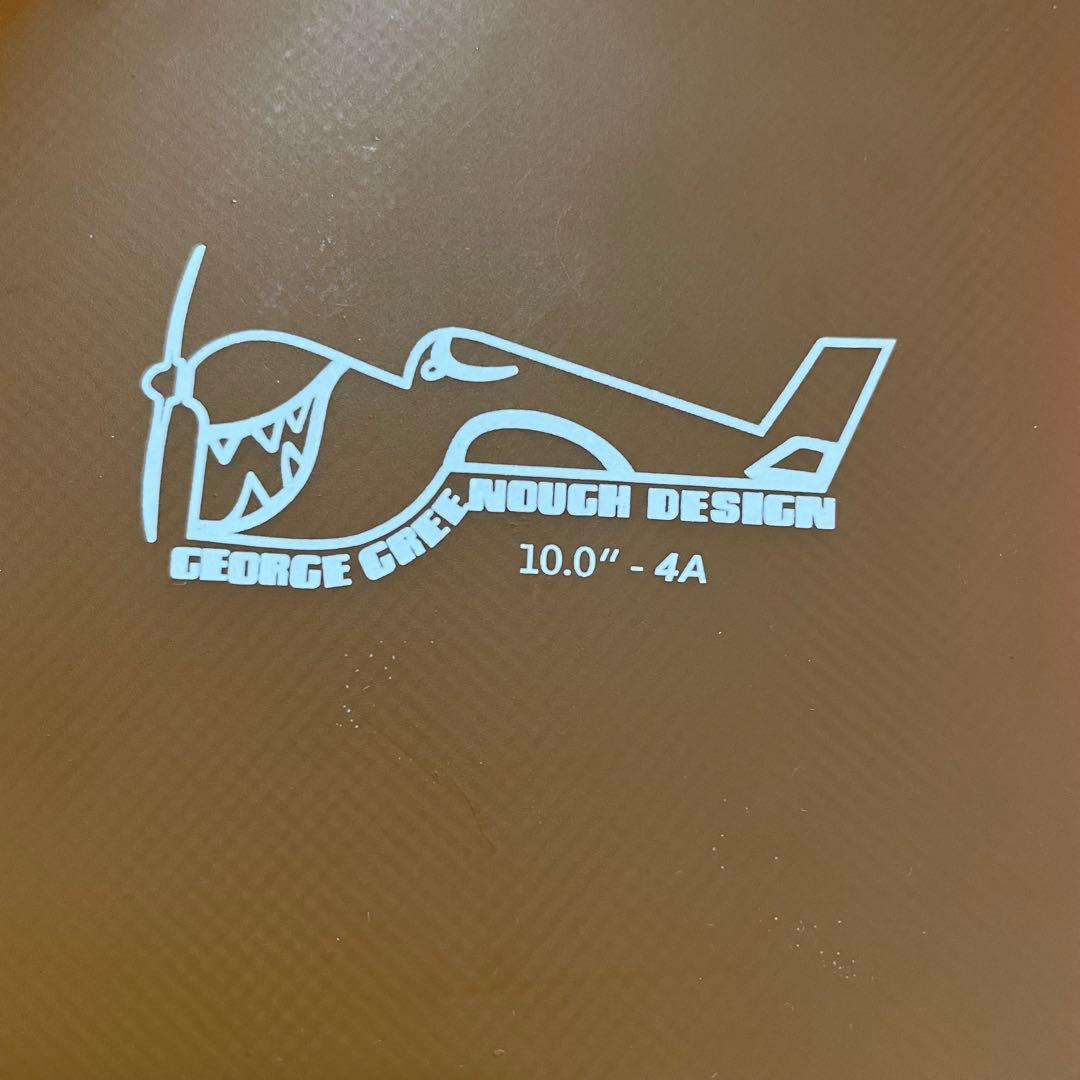 GEORGE GREENOUGH DESIGN
10.0" - 4A